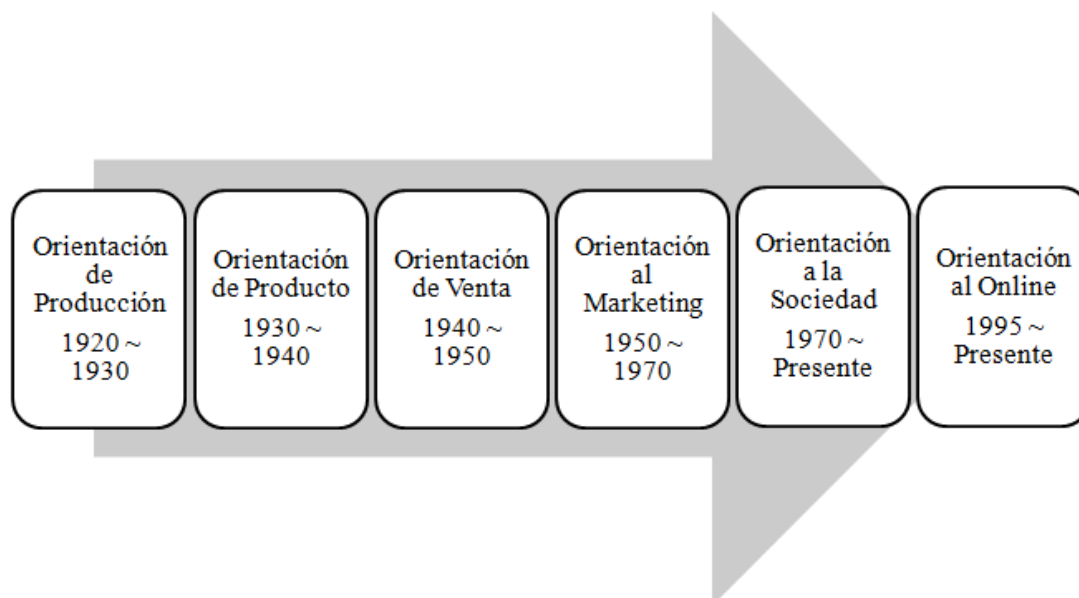 Orientación
de
Producción
1920 ~
1930
Orientación
de Producto
1930 ~
1940
Orientación
de Venta
1940 ~
1950
Orientación
al
Marketing
1950 ~
1970
Orientación
a la
Sociedad
1970 ~
Presente
Orientación
al Online
1995 ~
Presente